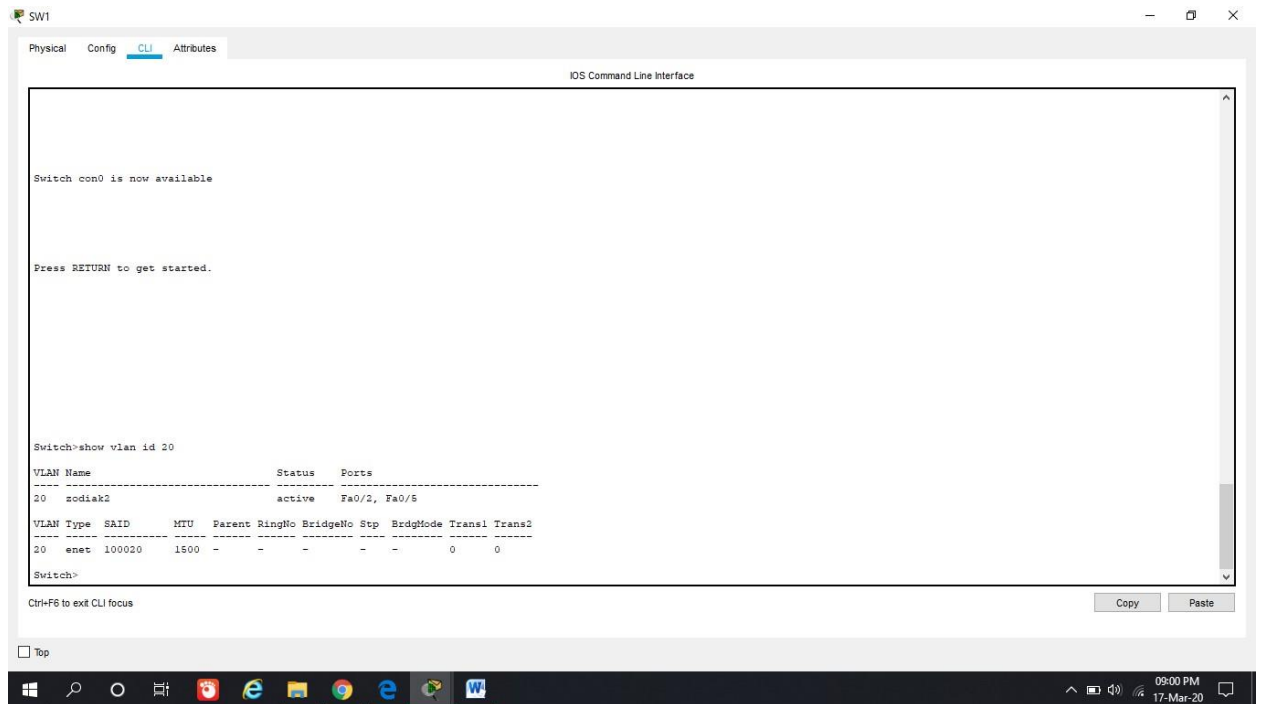 SW1
Physical Config CLI Attributes
IOS Command Line Interface
Switch con0 is now available
Press RETURN to get started.
Switch>show vlan id 20
VLAN Name Status Ports
---- -------------------------------- --------- -------------------------------
20 zodiak2 active Fa0/2, Fa0/5
VLAN Type SAID MTU Parent RingNo BridgeNo Stp BrdgMode Trans1 Trans2
---- ----- ---------- ----- ------ ------ -------- ---- -------- ------ ------
20 enet 100020 1500 - - - - - 0 0
Switch>
Ctrl+F6 to exit CLI focus
Copy Paste
Top
09:00 PM
17-Mar-20